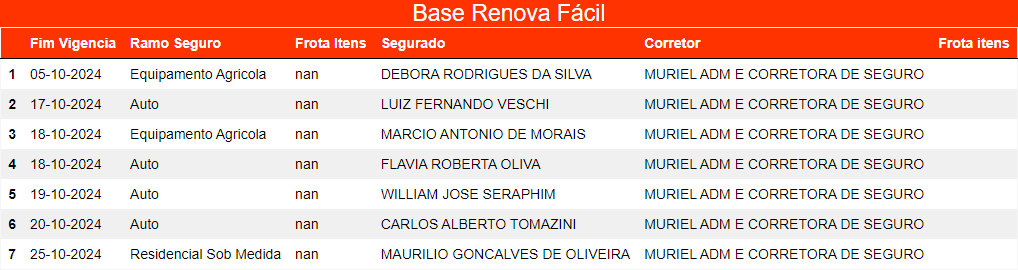 Base Renova Fácil
Fim Vigencia Ramo Seguro Frota Itens Segurado Corretor Frota itens
1 05-10-2024 Equipamento Agricola nan DEBORA RODRIGUES DA SILVA MURIEL ADM E CORRETORA DE SEGURO
2 17-10-2024 Auto nan LUIZ FERNANDO VESCHI MURIEL ADM E CORRETORA DE SEGURO
3 18-10-2024 Equipamento Agricola nan MARCIO ANTONIO DE MORAIS MURIEL ADM E CORRETORA DE SEGURO
4 18-10-2024 Auto nan FLAVIA ROBERTA OLIVA MURIEL ADM E CORRETORA DE SEGURO
5 19-10-2024 Auto nan WILLIAM JOSE SERAPHIM MURIEL ADM E CORRETORA DE SEGURO
6 20-10-2024 Auto nan CARLOS ALBERTO TOMAZINI MURIEL ADM E CORRETORA DE SEGURO
7 25-10-2024 Residencial Sob Medida nan MAURILIO GONCALVES DE OLIVEIRA MURIEL ADM E CORRETORA DE SEGURO